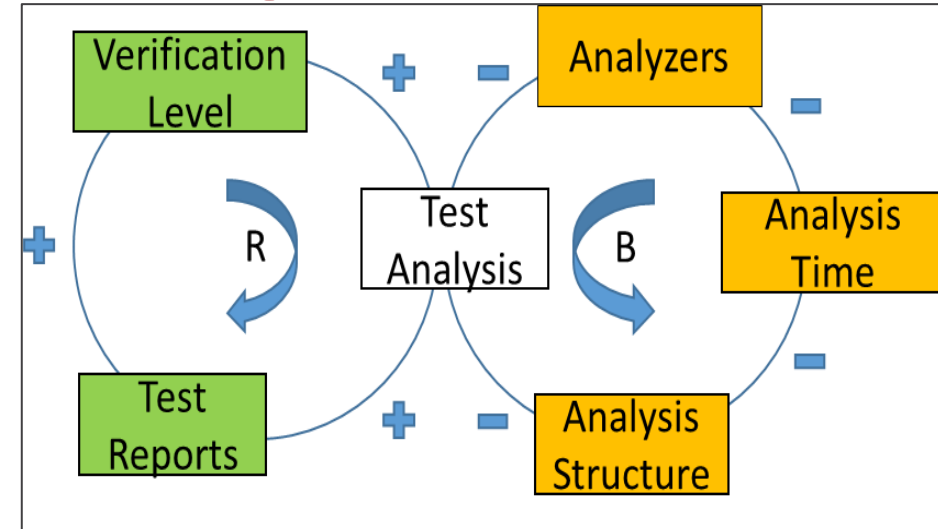 Verification
Level
Analyzers
Test
Analysis
R
B
Analysis
Time
Test
Reports
Analysis
Structure